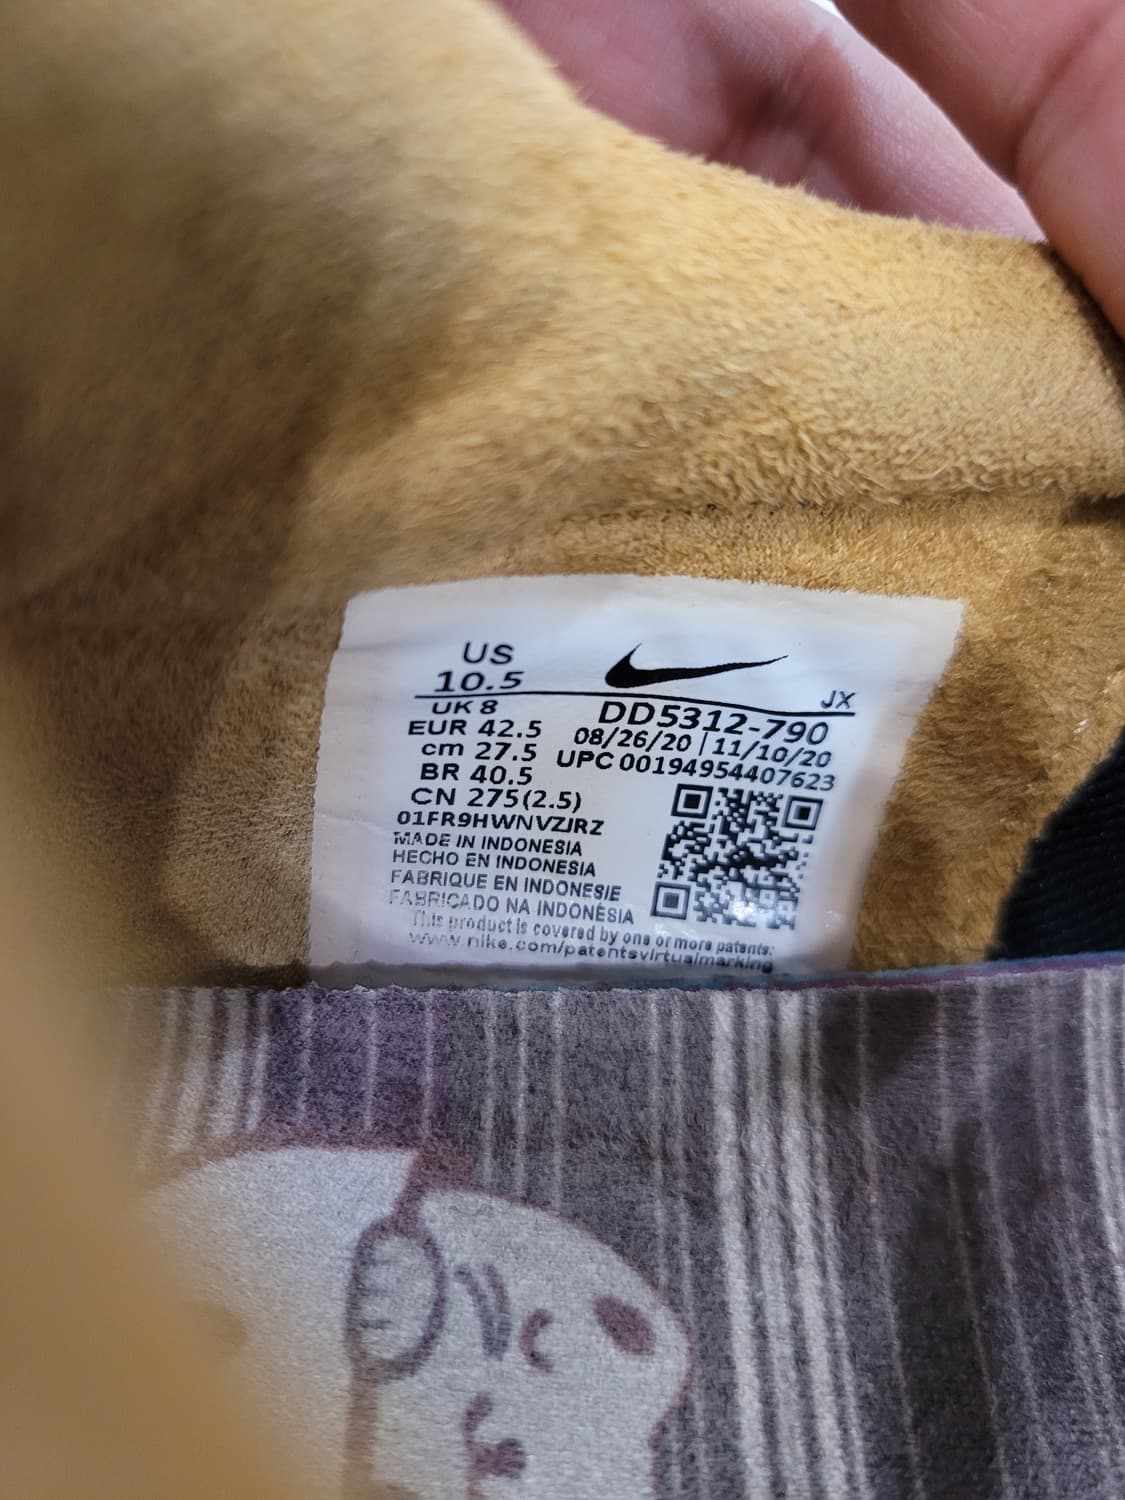 US
10.5
UK 8
EUR 42.5
cm 27.5
BR 40.5
CN 275(2.5)
01FR9HWNVZJRZ
MADE IN INDONESIA
HECHO EN INDONESIA
FABRIQUE EN INDONESIE
FABRICADO NA INDONÉSIA
This product is covered by one or more patents:
www.nike.com/patentsvirtualmarking
JX
DD5312-790
08/26/20 | 11/10/20
UPC 00194954407623